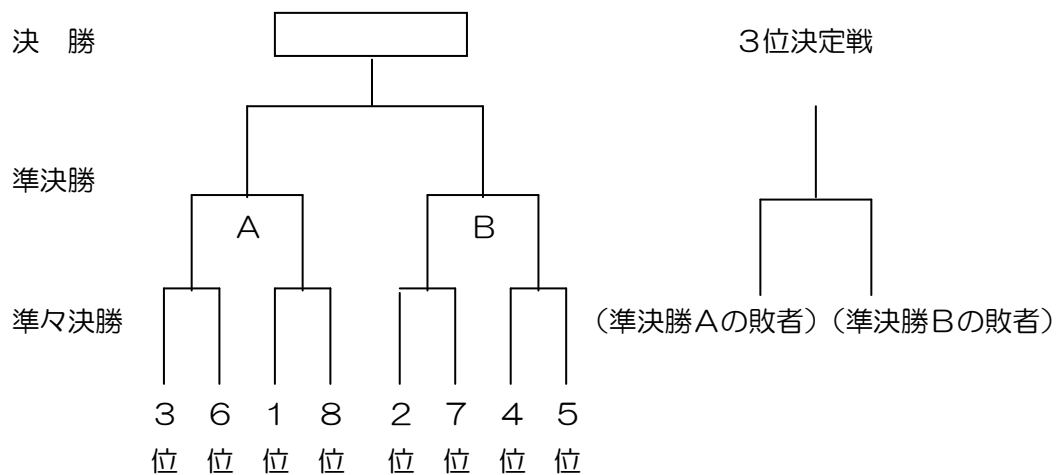 決　勝
３位決定戦
準決勝
Ａ
Ｂ
準々決勝
（準決勝Ａの敗者）（準決勝Ｂの敗者）
３　６　１　８　２　７　４　５
位　位　位　位　位　位　位　位